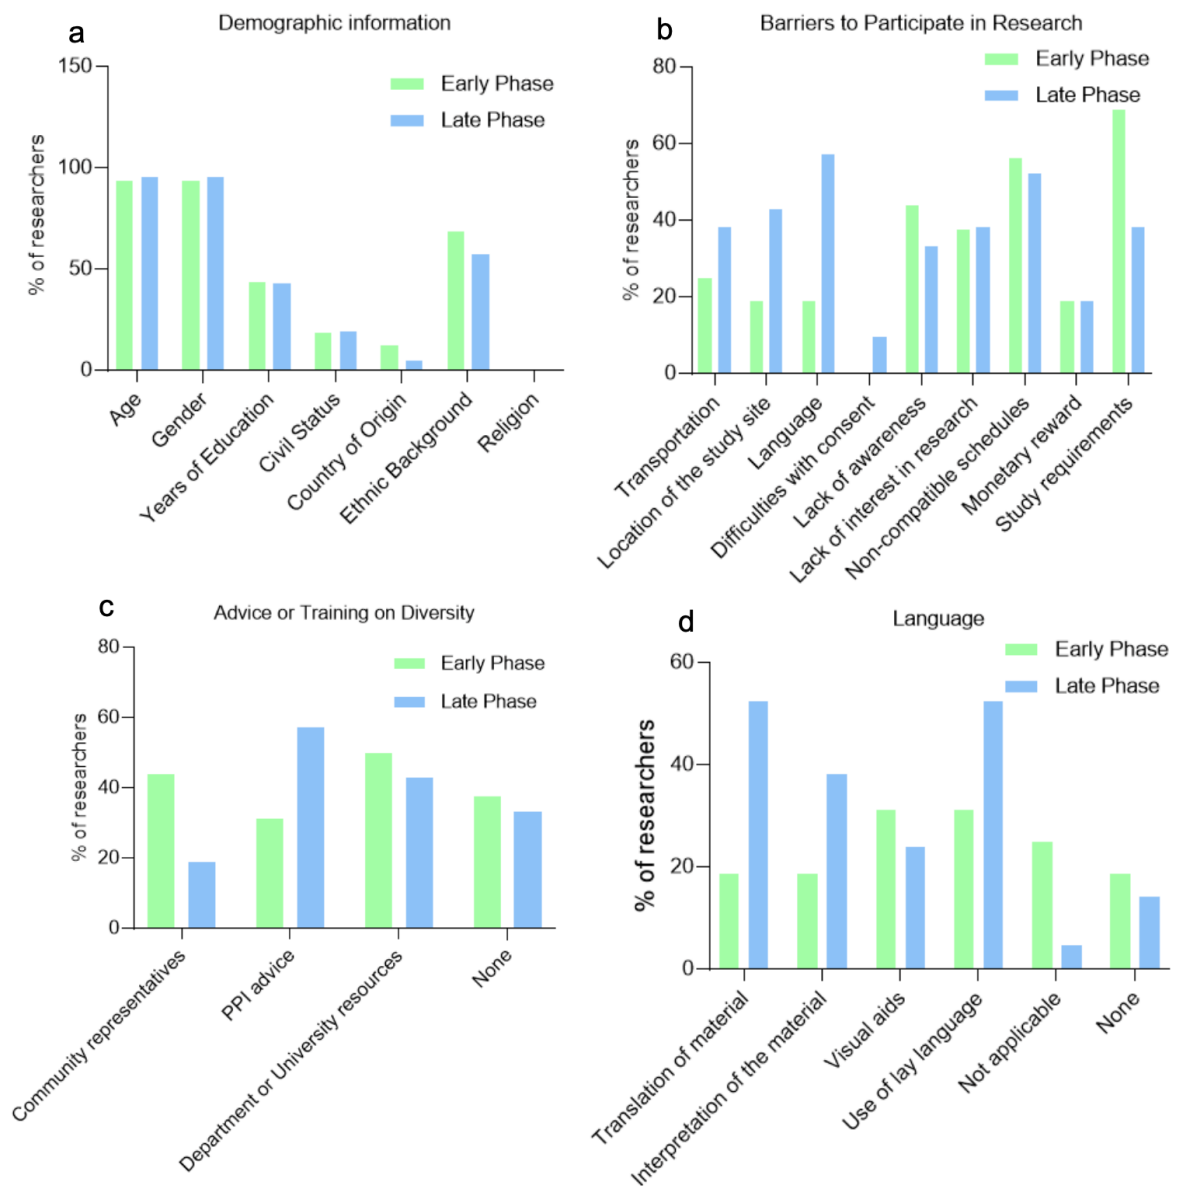 a
Demographic information
150
100
50
0
% of researchers
Early Phase
Late Phase
Age
Gender
Years of Education
Civil Status
Country of Origin
Ethnic Background
Religion
b
Barriers to Participate in Research
80
60
40
20
0
% of researchers
Early Phase
Late Phase
Transportation
Location of the study site
Language
Difficulties with consent
Lack of awareness
Lack of interest in research
Non-compatible schedules
Monetary reward
Study requirements
c
Advice or Training on Diversity
80
60
40
20
0
% of researchers
Early Phase
Late Phase
Community representatives
PPI advice
Department or University resources
None
d
Language
60
40
20
0
% of researchers
Early Phase
Late Phase
Translation of material
Interpretation of the material
Visual aids
Use of lay language
Not applicable
None